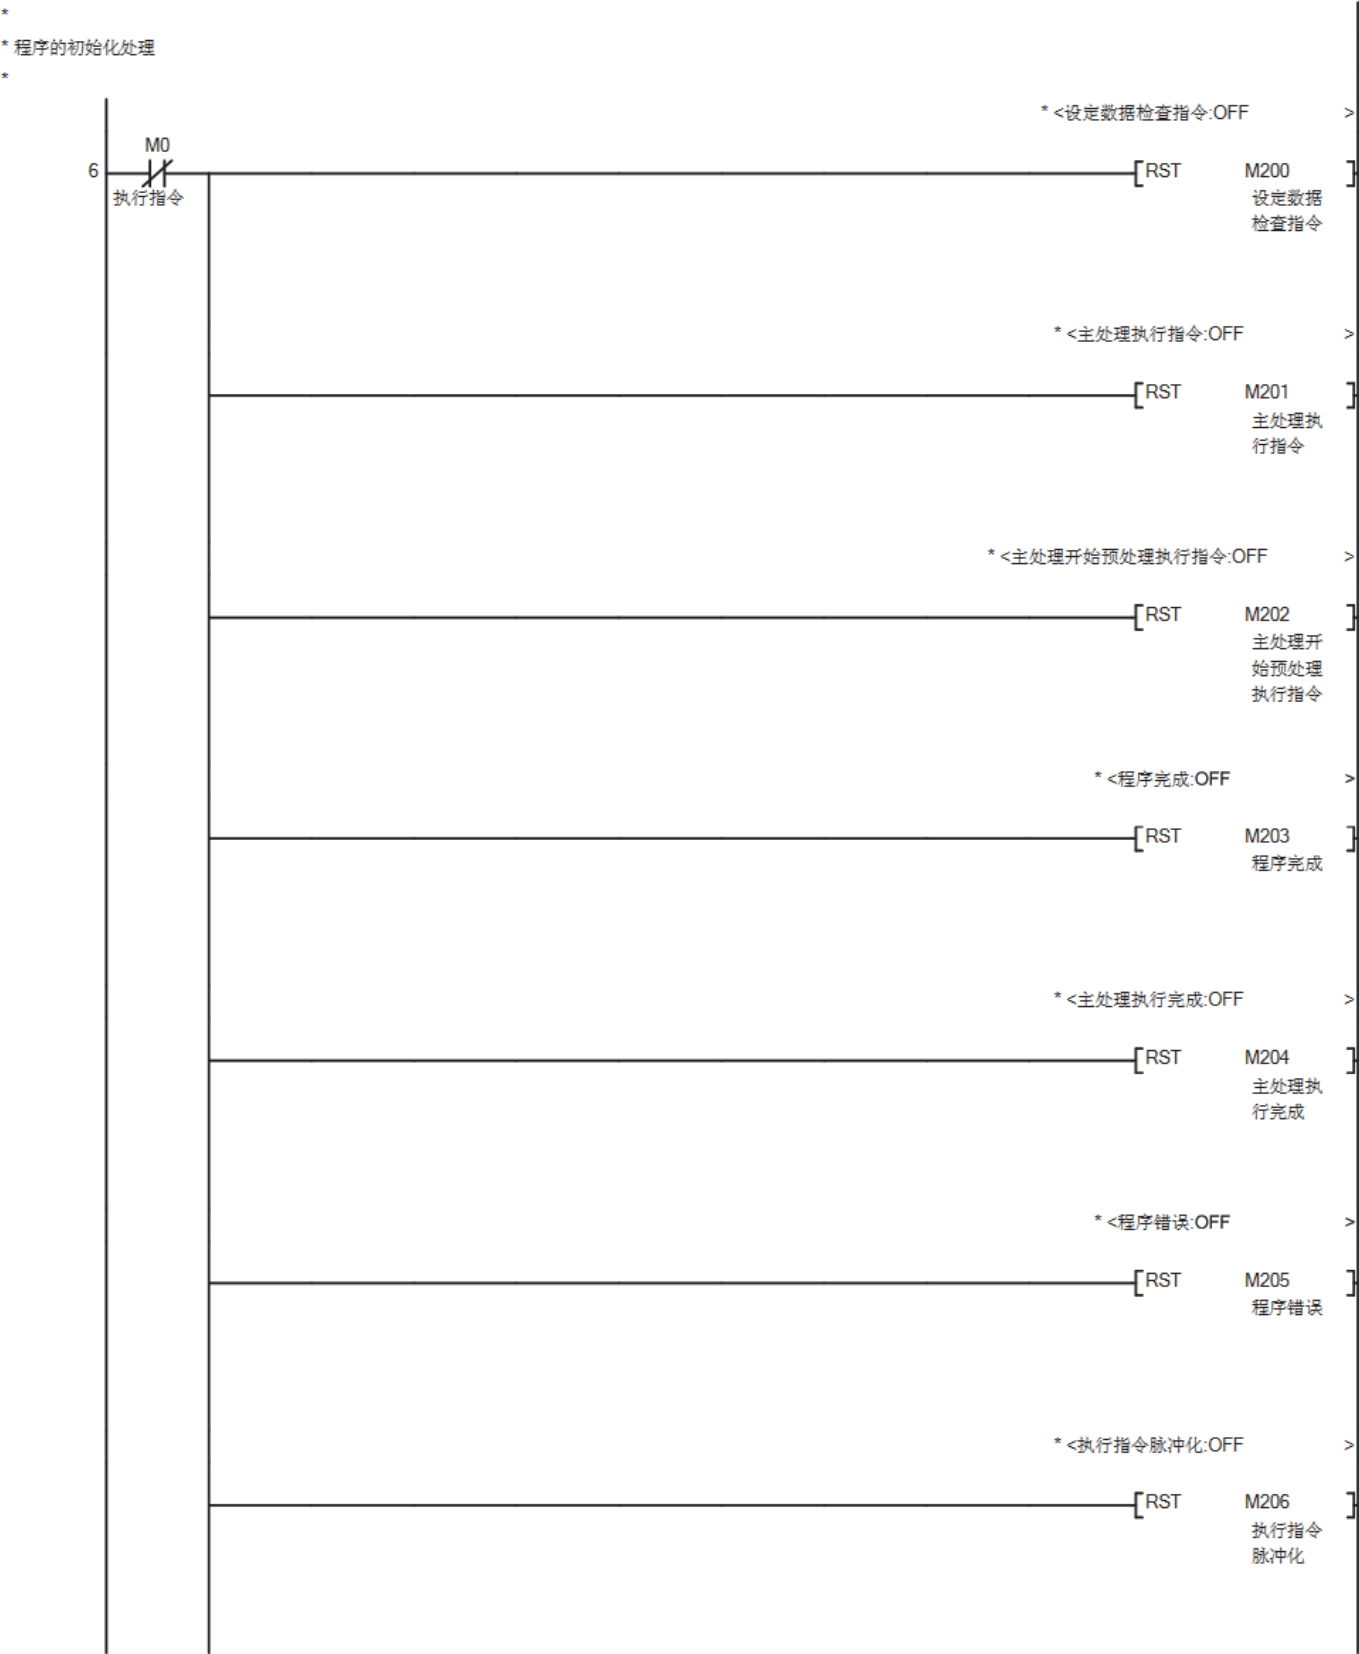 *
* 程序的初始化处理
*
* <设定数据检查指令:OFF >
M0
6
执行指令
RST M200
设定数据
检查指令
* <主处理执行指令:OFF >
RST M201
主处理执
行指令
* <主处理开始预处理执行指令:OFF >
RST M202
主处理开
始预处理
执行指令
* <程序完成:OFF >
RST M203
程序完成
* <主处理执行完成:OFF >
RST M204
主处理执
行完成
* <程序错误:OFF >
RST M205
程序错误
* <执行指令脉冲化:OFF >
RST M206
执行指令
脉冲化